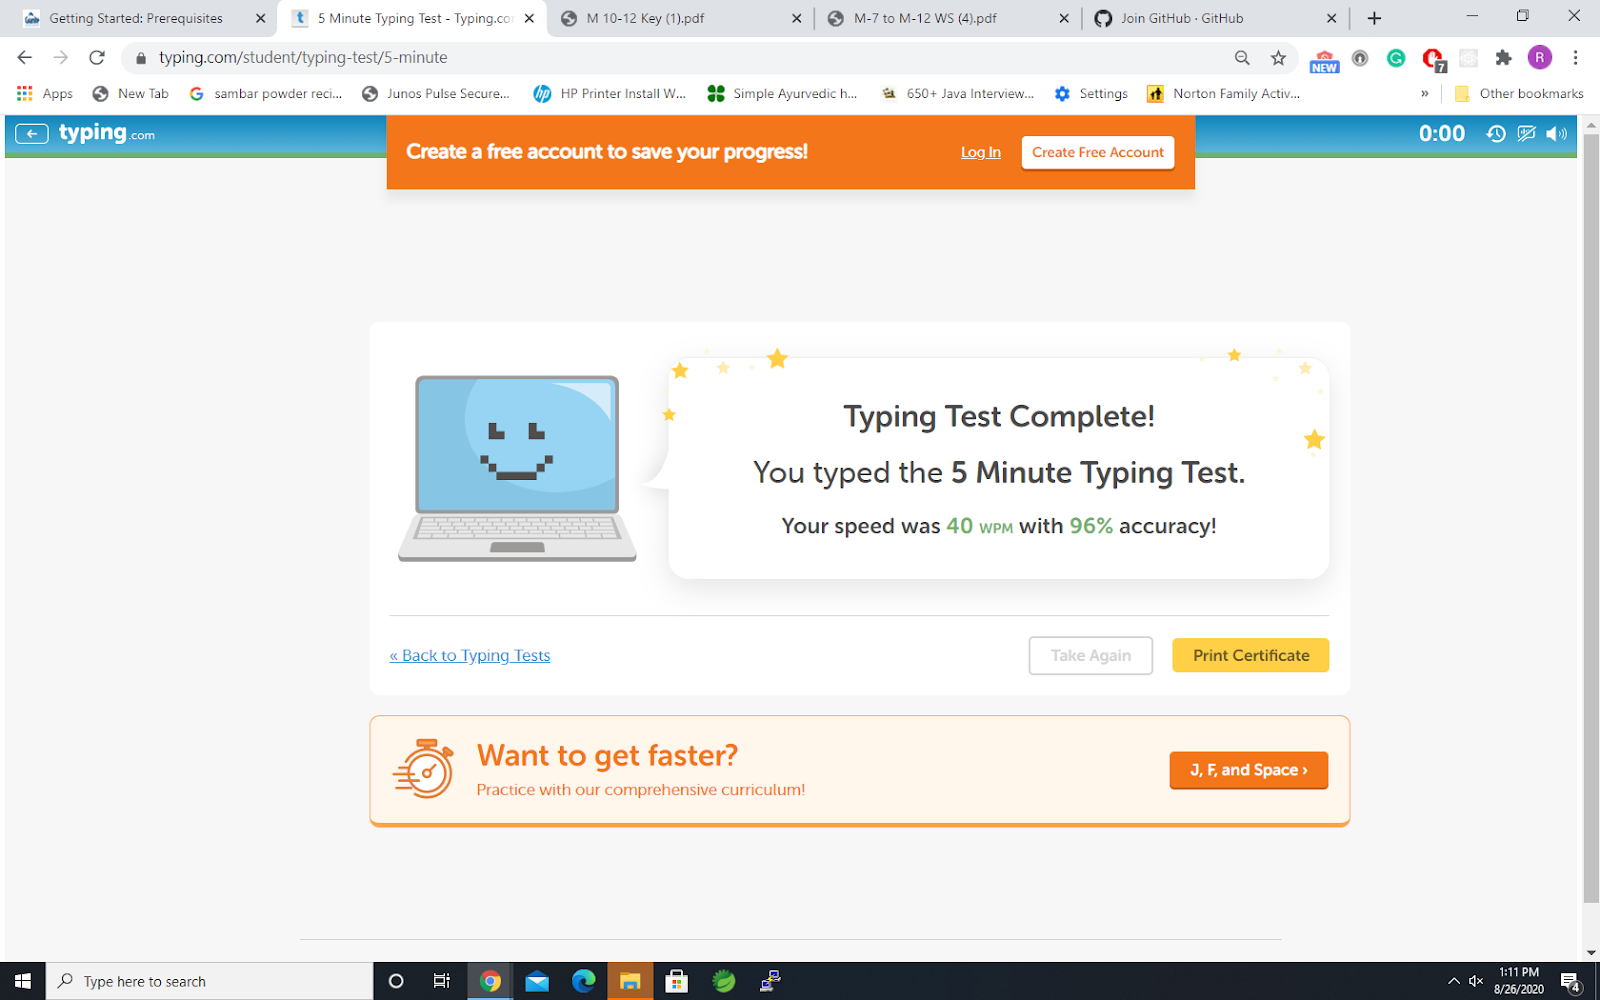 Getting Started: Prerequisites
5 Minute Typing Test - Typing.co
M 10-12 Key (1).pdf
M-7 to M-12 WS (4).pdf
Join GitHub · GitHub
typing.com/student/typing-test/5-minute
NEW
7
R
Apps
New Tab
sambar powder reci...
Junos Pulse Secure...
HP Printer Install W...
Simple Ayurvedic h...
650+ Java Interview...
Settings
Norton Family Activ...
»
Other bookmarks
typing.com
Create a free account to save your progress!
Log In
Create Free Account
0:00
Typing Test Complete!
You typed the 5 Minute Typing Test.
Your speed was 40 WPM with 96% accuracy!
« Back to Typing Tests
Take Again
Print Certificate
Want to get faster?
Practice with our comprehensive curriculum!
J, F, and Space ›
Type here to search
1:11 PM
8/26/2020
4